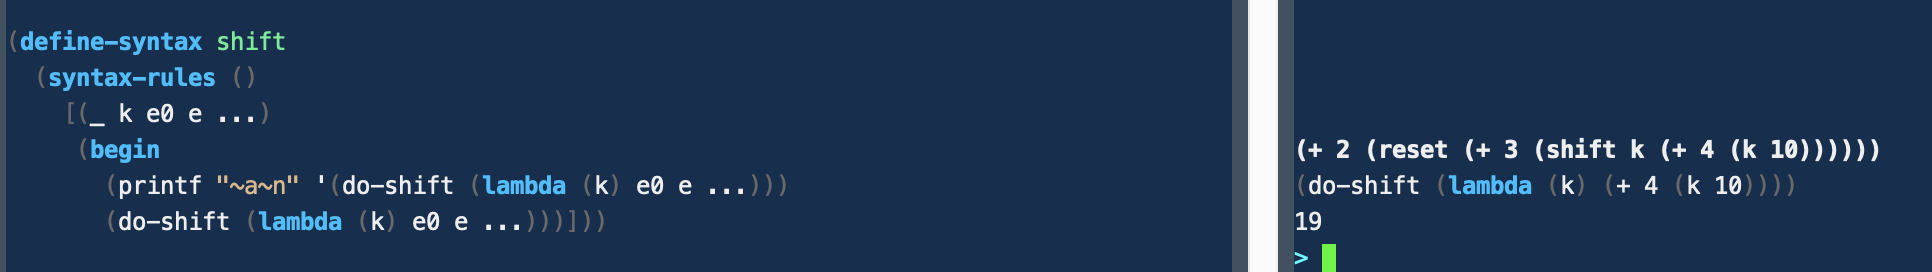 (define-syntax shift
(syntax-rules ()
[(_ k e0 e ...)
(begin
(printf "~a~n" '(do-shift (lambda (k) e0 e ...)))
(do-shift (lambda (k) e0 e ...)))]))
(+ 2 (reset (+ 3 (shift k (+ 4 (k 10))))))
(do-shift (lambda (k) (+ 4 (k 10))))
19
>